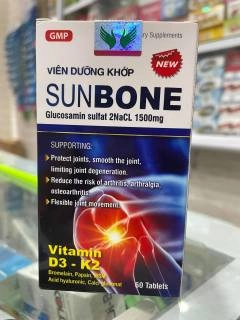 GMP
Supplements
NEW
VIÊN DƯỠNG KHỚP
SUNBONE
Glucosamin sulfat 2NaCL 1500mg
SUPPORTING:
Protect joints, smooth the joint,
limiting joint degeneration.
Reduce the risk of arthritis, arthralgia,
osteoarthritis
Flexible joint movement.
Vitamin
D3 - K2
Bromelain, Papain,
Acid hyaluronic,
60 Tablets